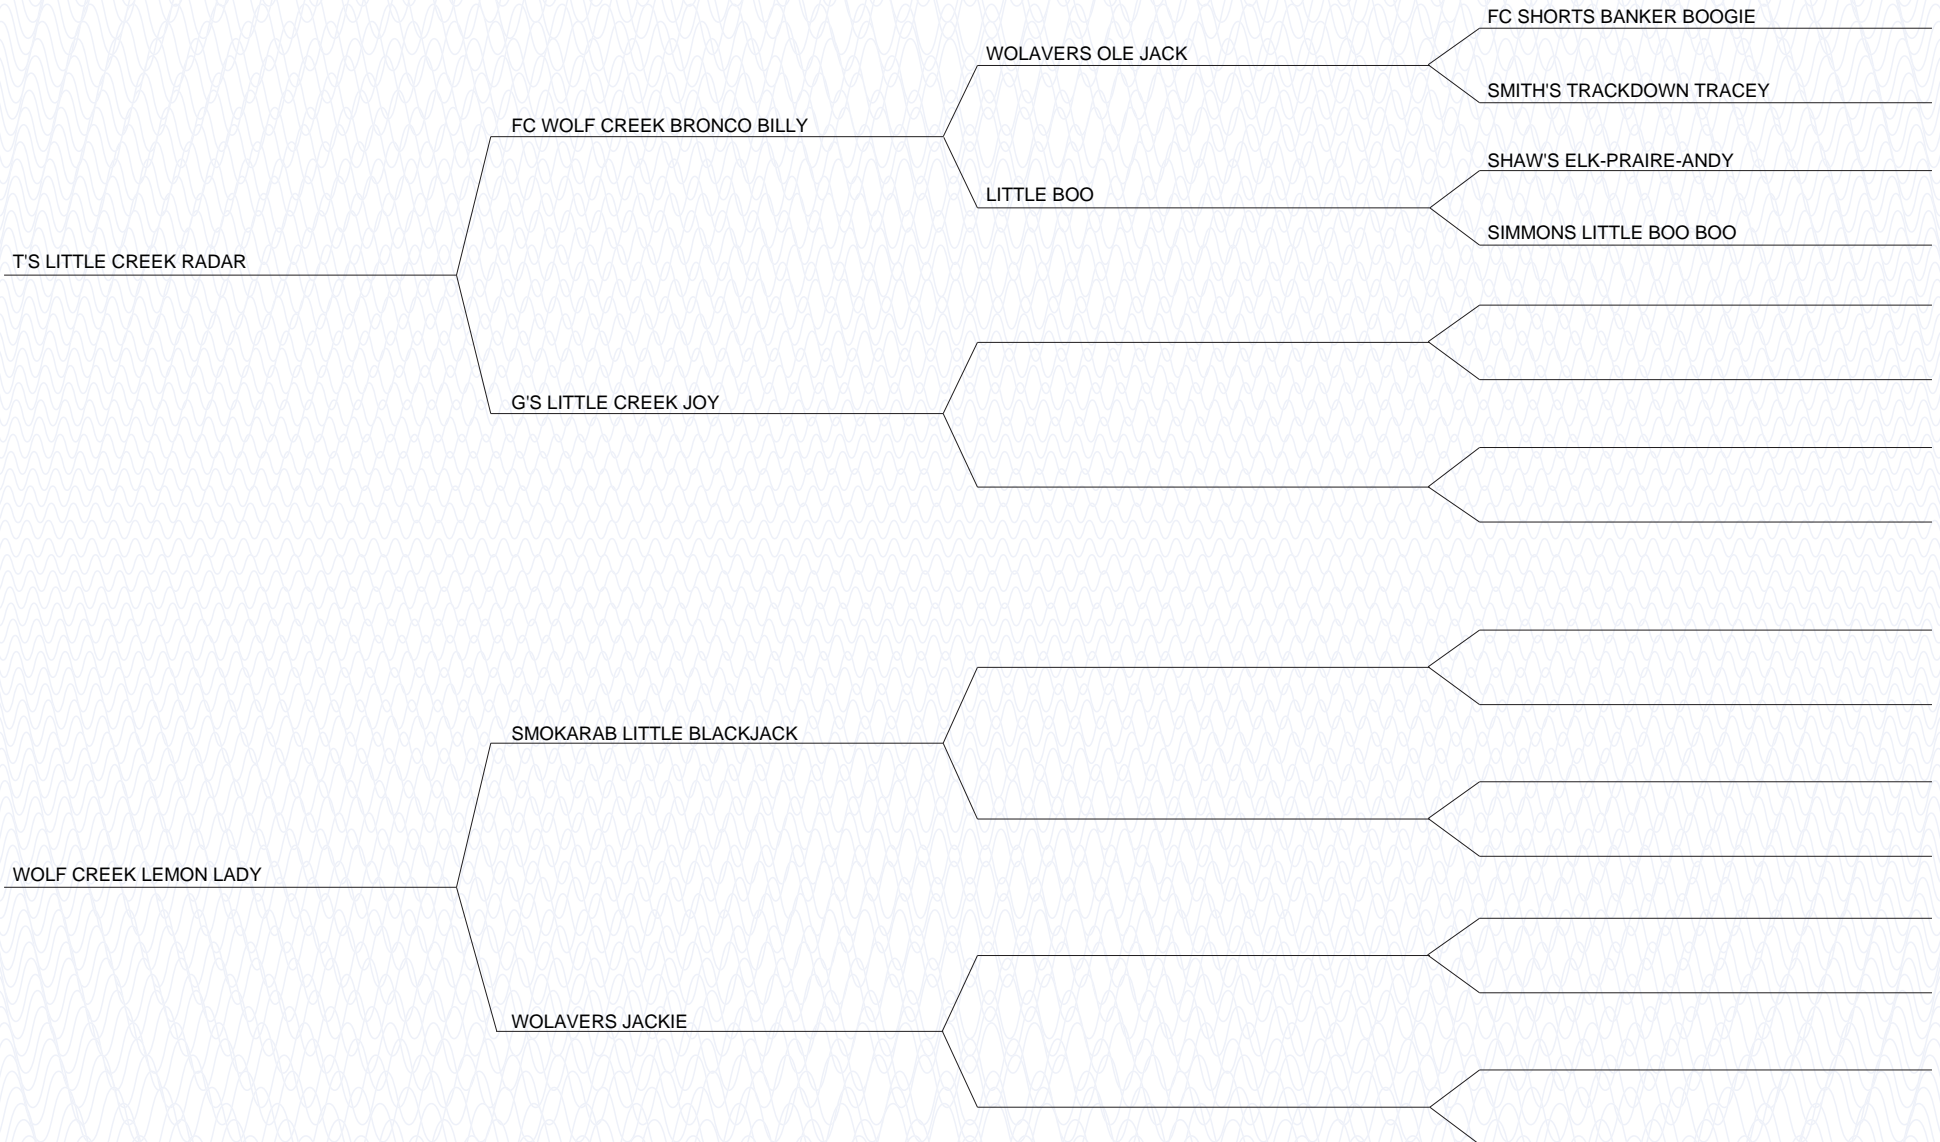 FC SHORTS BANKER BOOGIE
WOLAVERS OLE JACK
SMITH'S TRACKDOWN TRACEY
FC WOLF CREEK BRONCO BILLY
SHAW'S ELK-PRAIRE-ANDY
LITTLE BOO
SIMMONS LITTLE BOO BOO
T'S LITTLE CREEK RADAR
G'S LITTLE CREEK JOY
SMOKARAB LITTLE BLACKJACK
WOLF CREEK LEMON LADY
WOLAVERS JACKIE